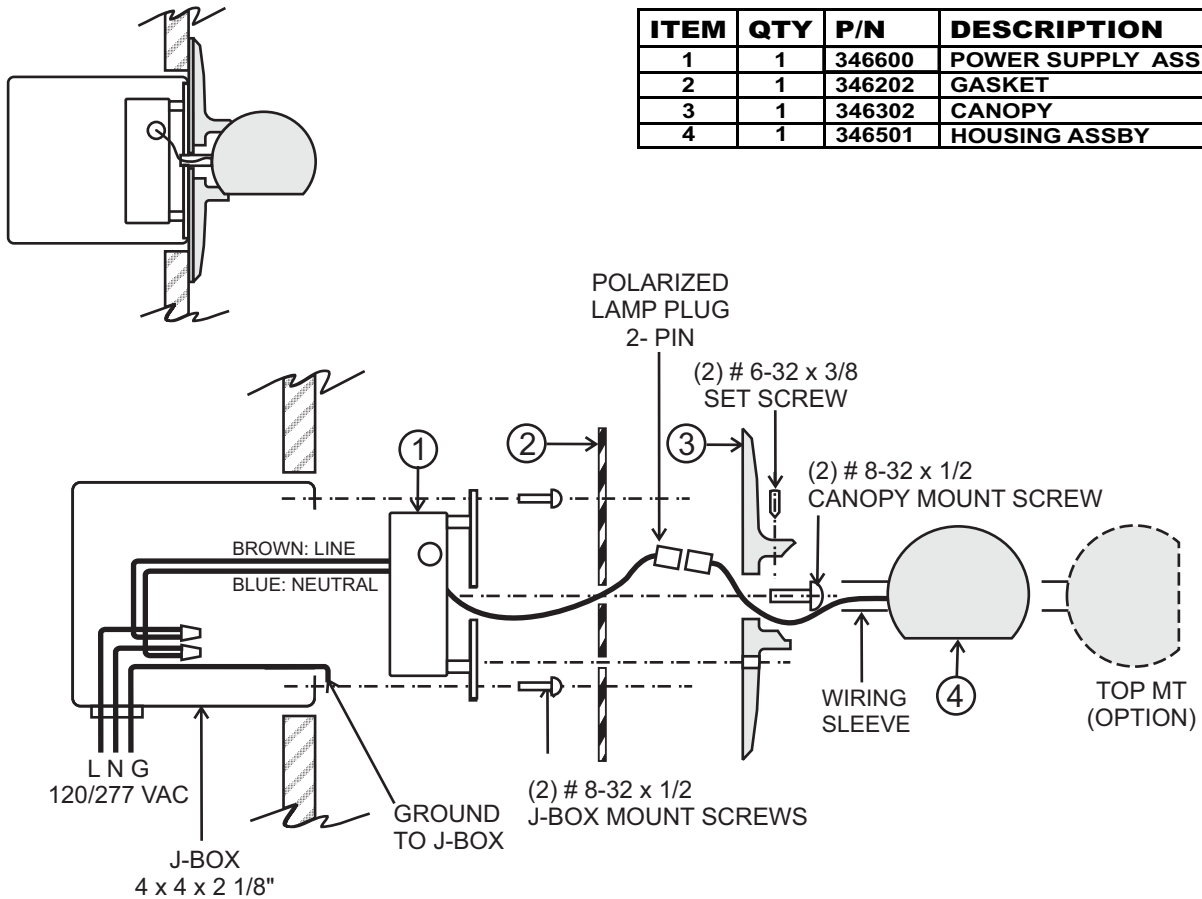 ITEM QTY P/N DESCRIPTION
1 1 346600 POWER SUPPLY ASS
2 1 346202 GASKET
3 1 346302 CANOPY
4 1 346501 HOUSING ASSBY
POLARIZED
LAMP PLUG
2- PIN
(2) # 6-32 x 3/8
SET SCREW
1
2
3
(2) # 8-32 x 1/2
CANOPY MOUNT SCREW
BROWN: LINE
BLUE: NEUTRAL
WIRING
SLEEVE
4
TOP MT
(OPTION)
L N G
120/277 VAC
(2) # 8-32 x 1/2
J-BOX MOUNT SCREWS
GROUND
TO J-BOX
J-BOX
4 x 4 x 2 1/8"